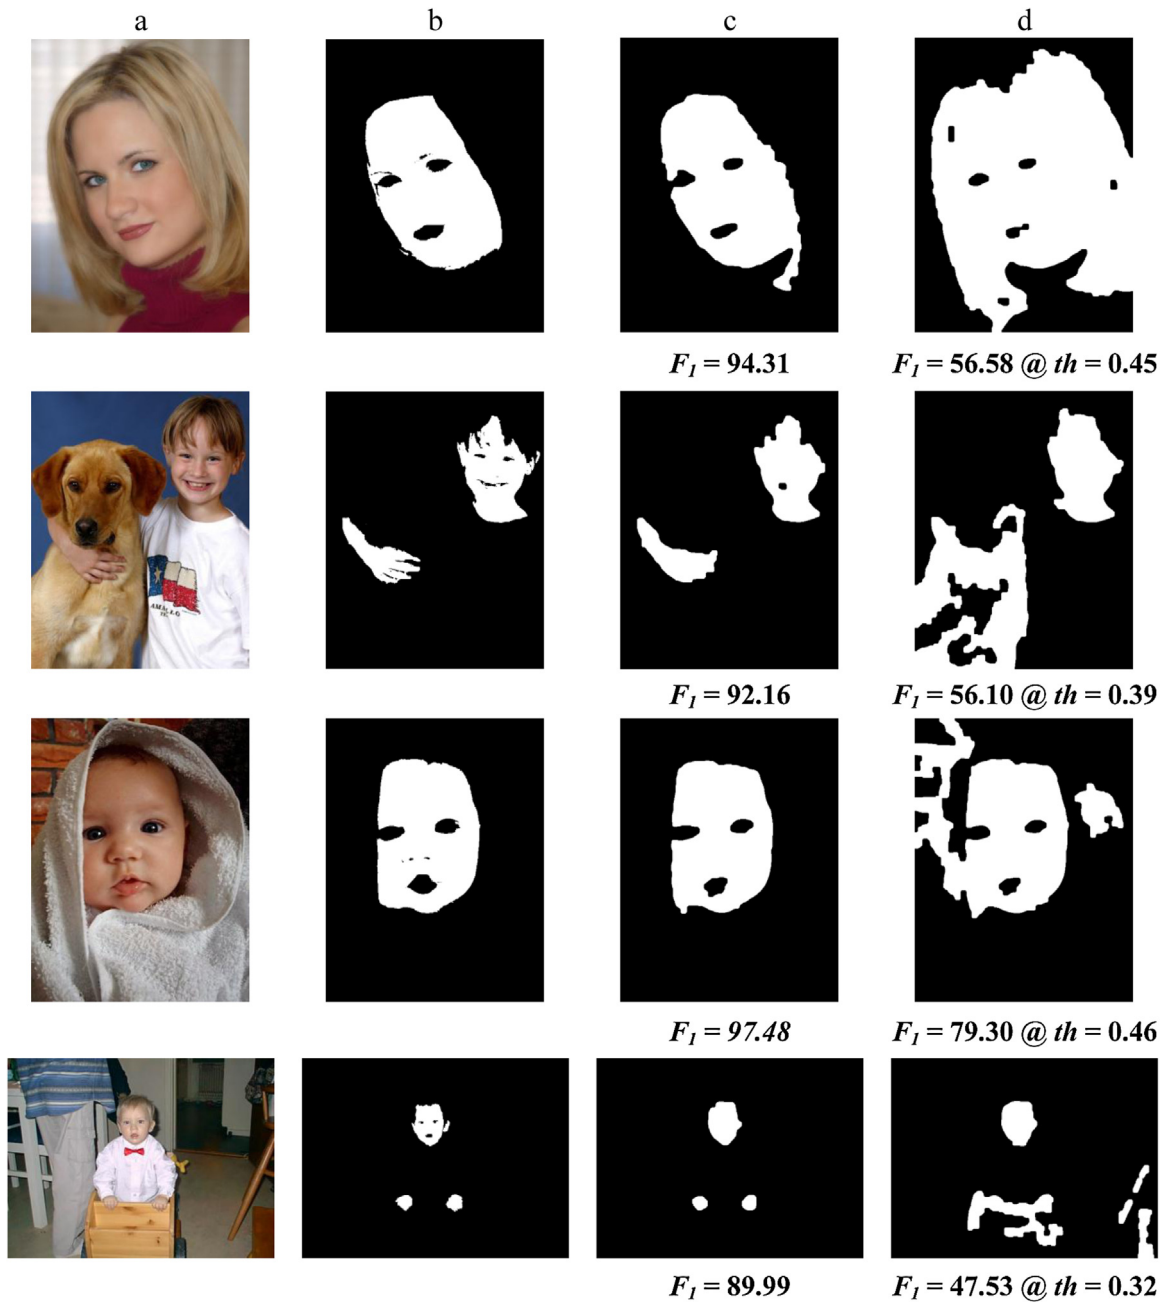 a b c d
F₁ = 94.31 F₁ = 56.58 @ th = 0.45
F₁ = 92.16 F₁ = 56.10 @ th = 0.39
F₁ = 97.48 F₁ = 79.30 @ th = 0.46
F₁ = 89.99 F₁ = 47.53 @ th = 0.32